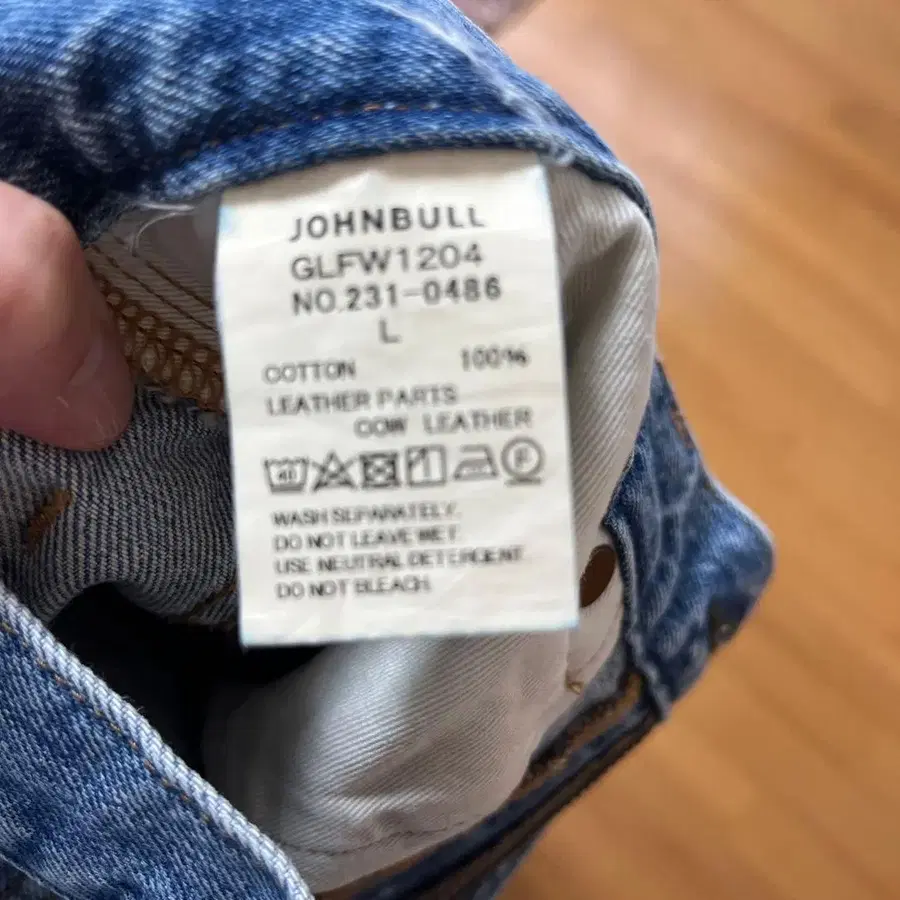 JOHNBULL
GLFW1204
NO.231-0486
L
COTTON 100%
LEATHER PARTS
COW LEATHER
40 F
WASH SEPARATELY.
DO NOT LEAVE WET.
USE NEUTRAL DETERGENT.
DO NOT BLEACH.